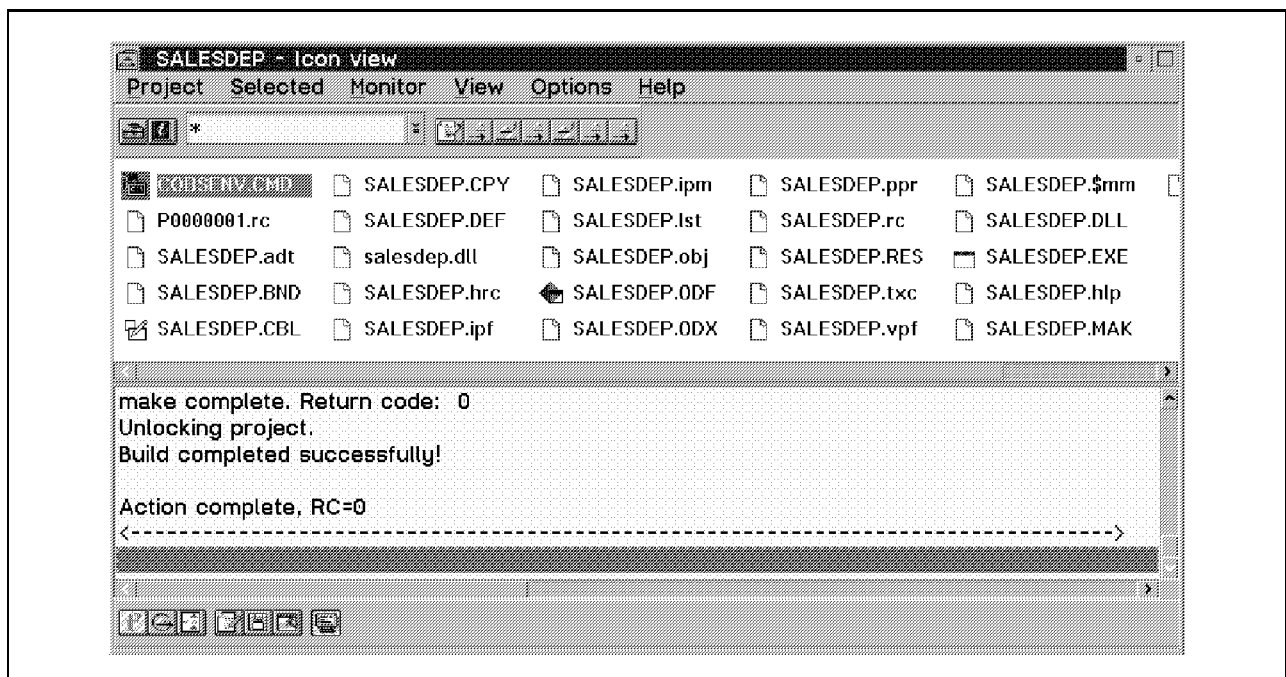 SALESDEP - Icon view
Project Selected Monitor View Options Help
*
COBSENV.CMD SALESDEP.CPY SALESDEP.ipm SALESDEP.ppr SALESDEP.$mm
P0000001.rc SALESDEP.DEF SALESDEP.lst SALESDEP.rc SALESDEP.DLL
SALESDEP.adt salesdep.dll SALESDEP.obj SALESDEP.RES SALESDEP.EXE
SALESDEP.BND SALESDEP.hrc SALESDEP.ODF SALESDEP.txc SALESDEP.hlp
SALESDEP.CBL SALESDEP.ipf SALESDEP.ODX SALESDEP.vpf SALESDEP.MAK
make complete. Return code: 0
Unlocking project.
Build completed successfully!
Action complete, RC=0
<------------------------------------------------------------------------------>